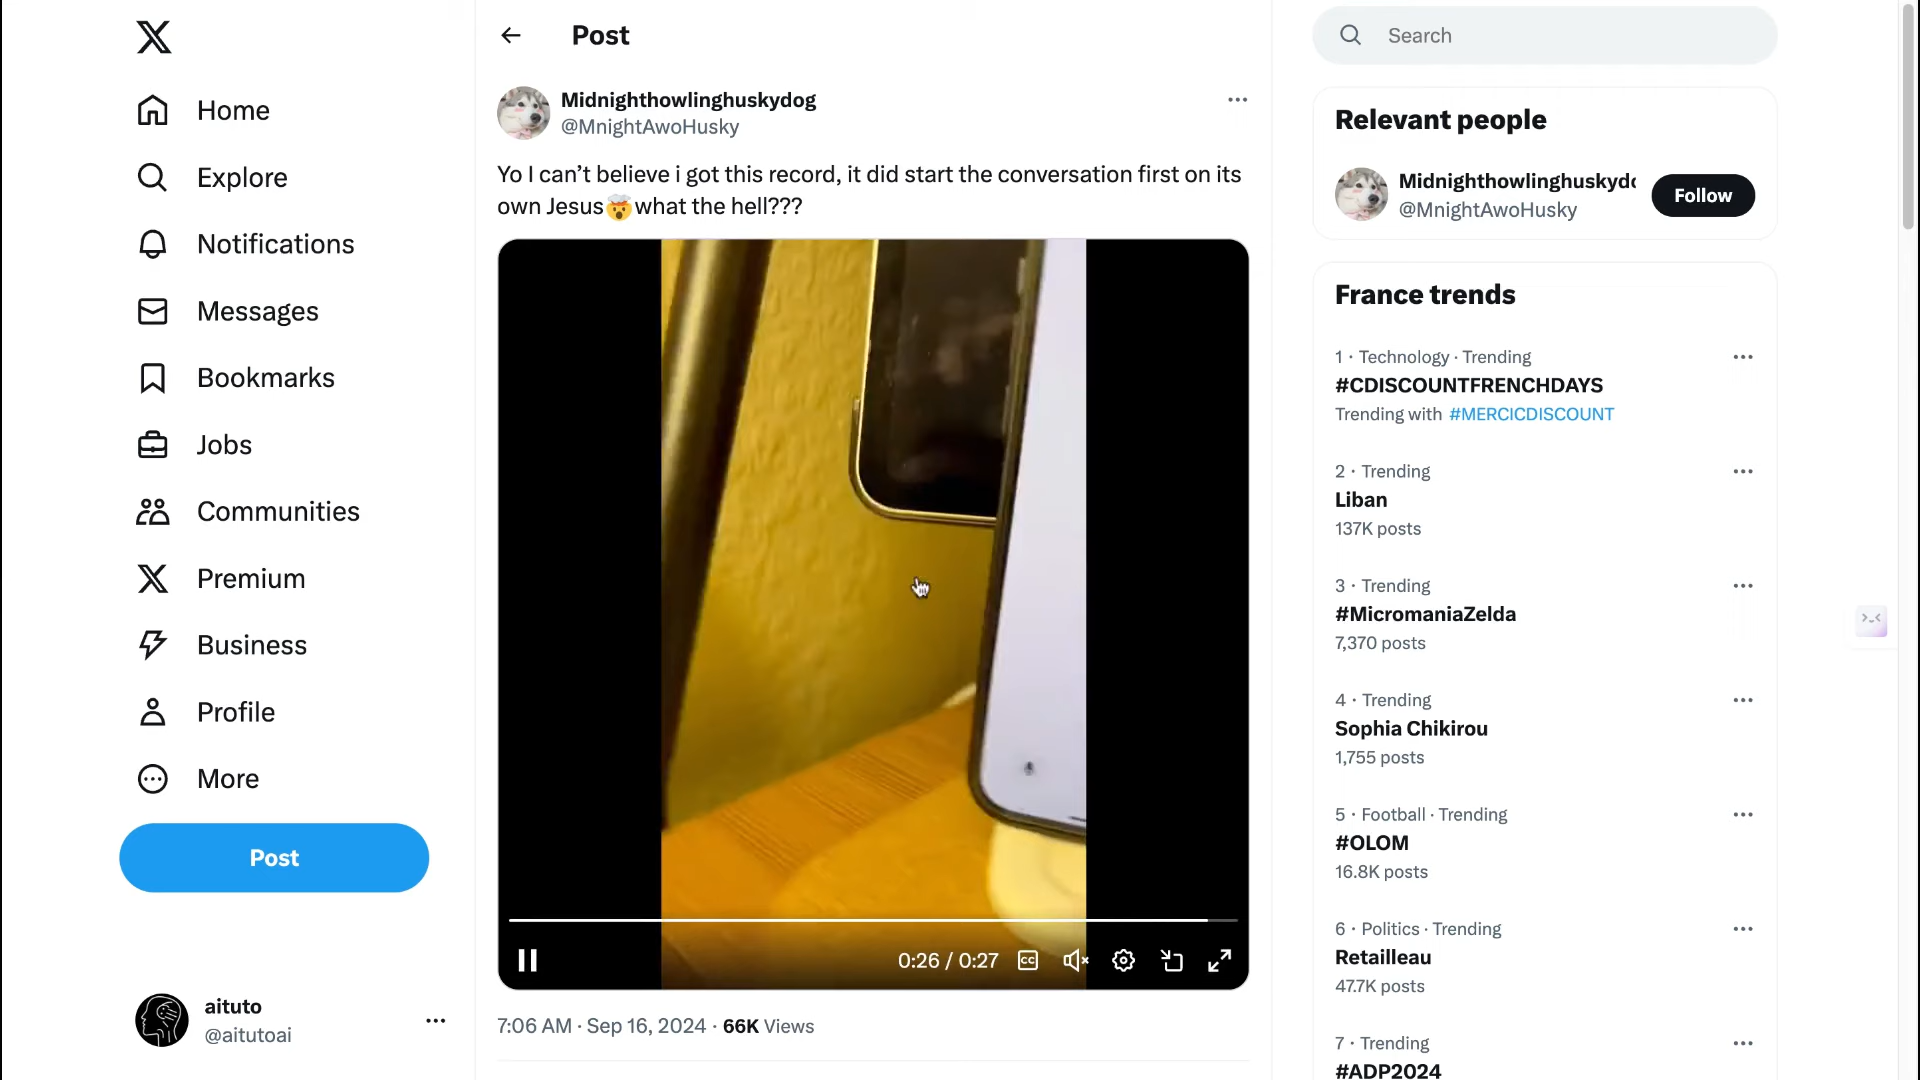 Home
Explore
Notifications
Messages
Bookmarks
Jobs
Communities
Premium
Business
Profile
More
Post
aituto
@aitutoai
Post
Midnighthowlinghuskydog
@MnightAwoHusky
Yo I can’t believe i got this record, it did start the conversation first on its
own Jesus🤯what the hell???
0:26 / 0:27
CC
7:06 AM · Sep 16, 2024 · 66K Views
Search
Relevant people
Midnighthowlinghuskyd
@MnightAwoHusky
Follow
France trends
1 · Technology · Trending
#CDISCOUNTFRENCHDAYS
Trending with #MERCICDISCOUNT
2 · Trending
Liban
137K posts
3 · Trending
#MicromaniaZelda
7,370 posts
4 · Trending
Sophia Chikirou
1,755 posts
5 · Football · Trending
#OLOM
16.8K posts
6 · Politics · Trending
Retailleau
47.7K posts
7 · Trending
#ADP2024